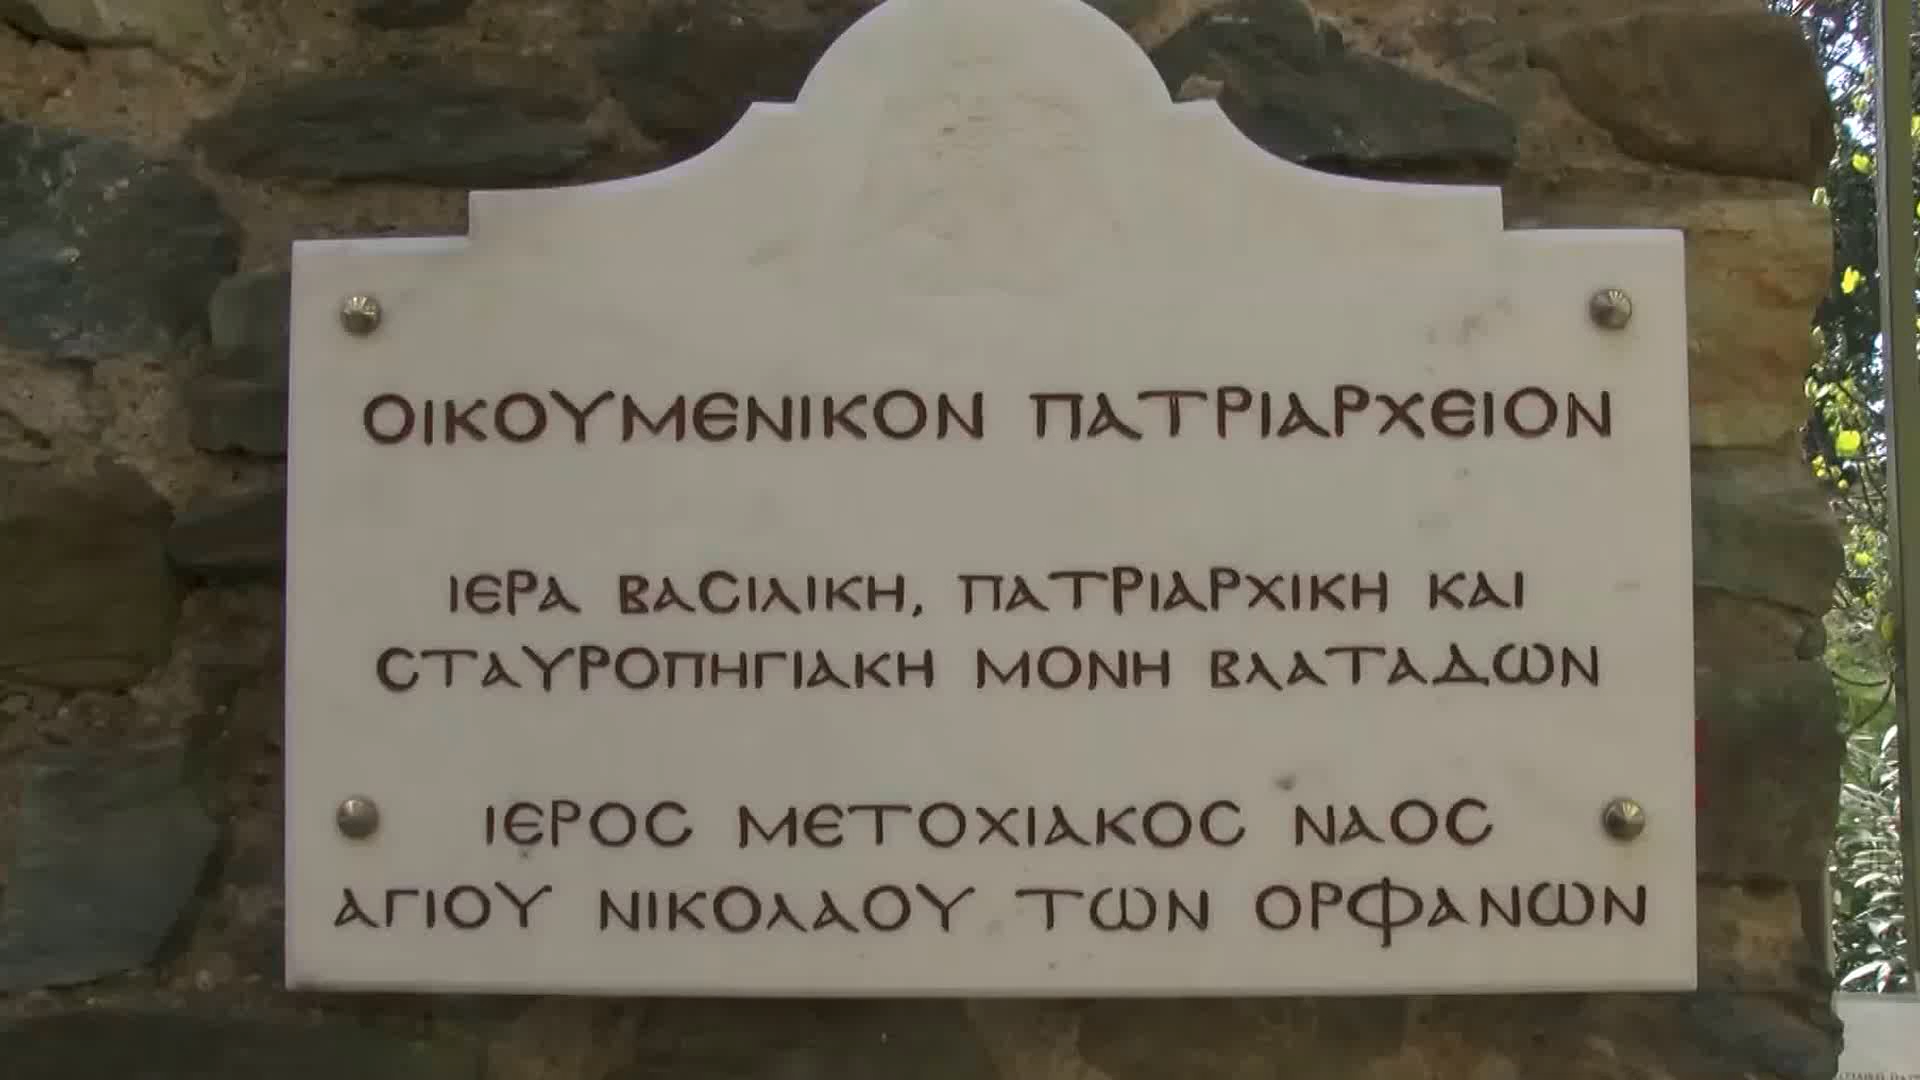 ΟΙΚΟΥΜΕΝΙΚΟΝ ΠΑΤΡΙΑΡΧΕΙΟΝ
ΙΕΡΑ ΒΑϹΙΛΙΚΗ, ΠΑΤΡΙΑΡΧΙΚΗ ΚΑΙ
ϹΤΑΥΡΟΠΗΓΙΑΚΗ ΜΟΝΗ ΒΛΑΤΑΔΩΝ
ΙΕΡΟϹ ΜΕΤΟΧΙΑΚΟϹ ΝΑΟϹ
ΑΓΙΟΥ ΝΙΚΟΛΑΟΥ ΤΩΝ ΟΡΦΑΝΩΝ